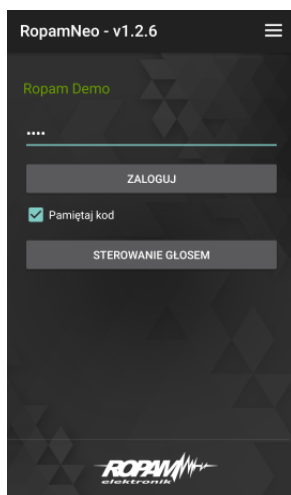 RopamNeo - v1.2.6
Ropam Demo
....
ZALOGUJ
Pamiętaj kod
STEROWANIE GŁOSEM
ROPAM
elektronik